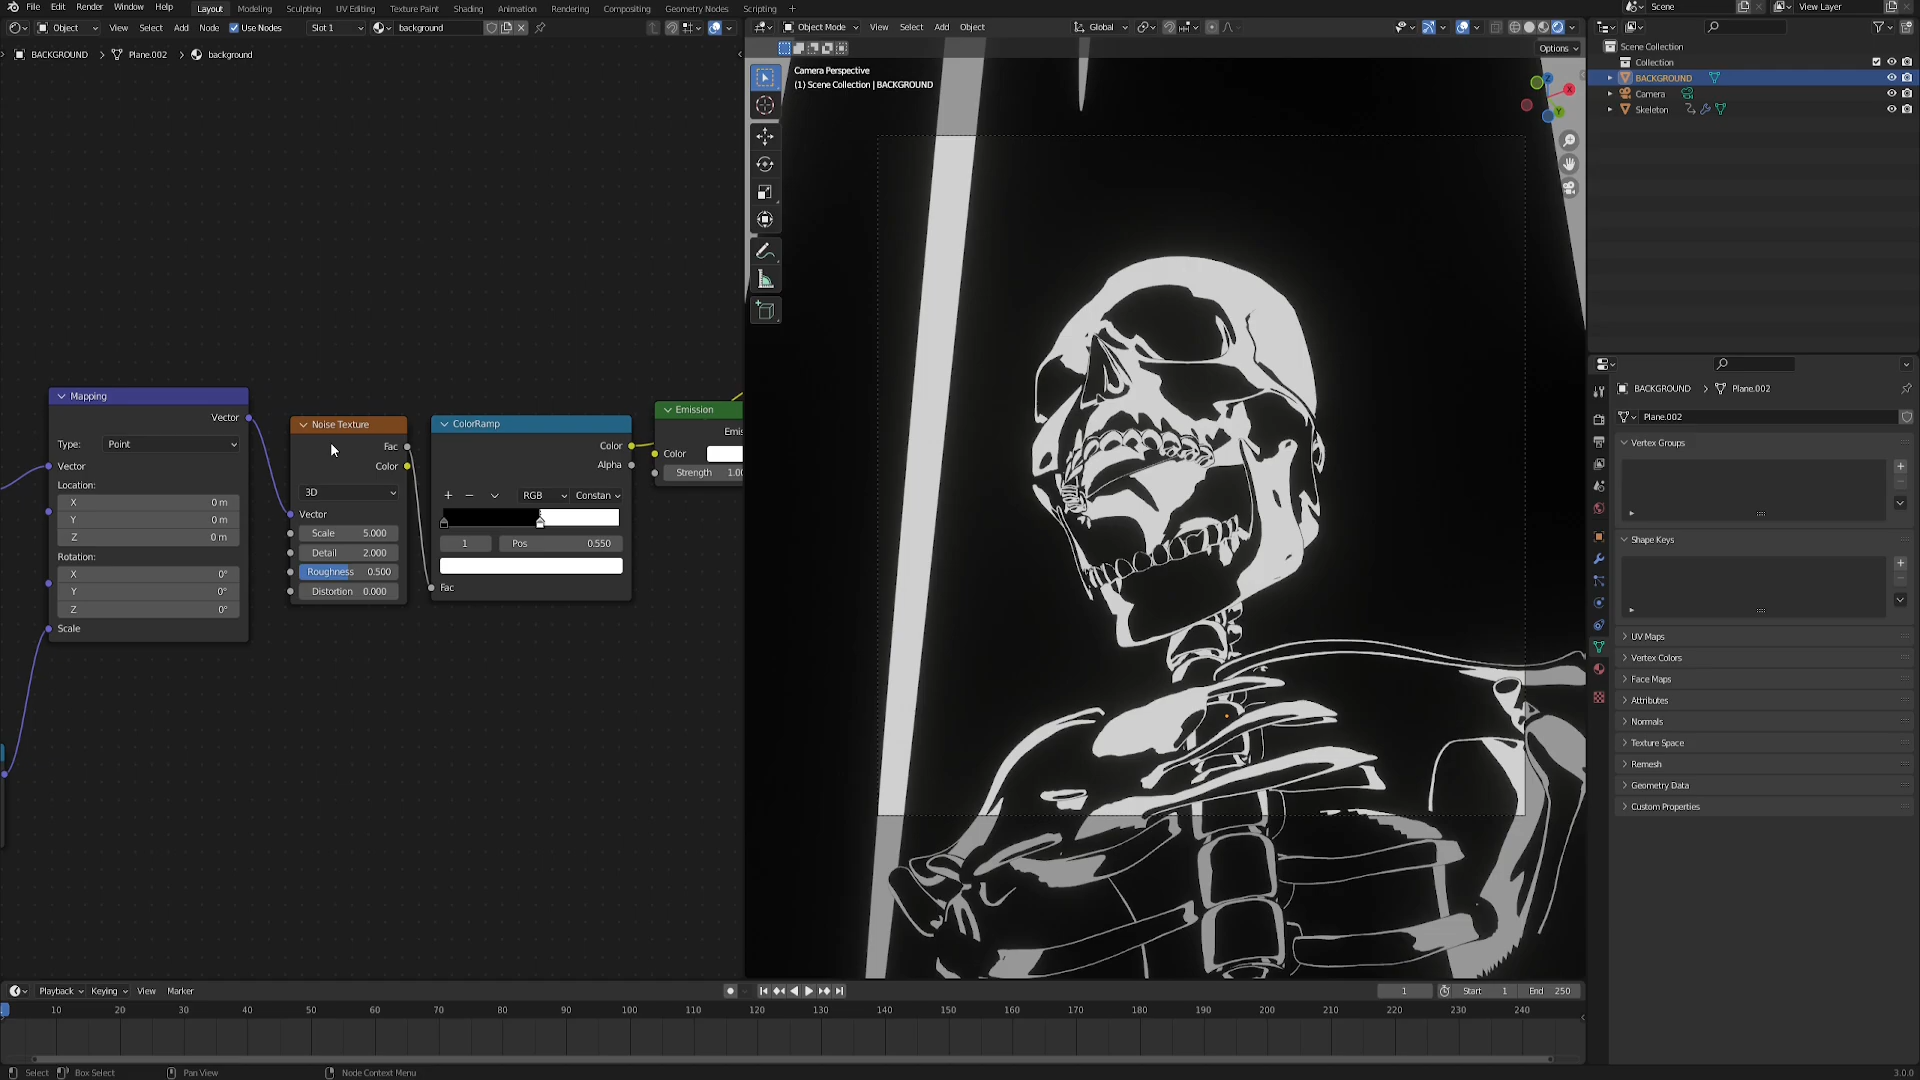 File Edit Render Window Help Layout Modeling Sculpting UV Editing Texture Paint Shading Animation Rendering Compositing Geometry Nodes Scripting + Scene View Layer
Object View Select Add Node Use Nodes Slot 1 background
Object Mode View Select Add Object Global
BACKGROUND > Plane.002 > background
Options
Camera Perspective
(1) Scene Collection | BACKGROUND
Scene Collection
Collection
BACKGROUND
Camera
Skeleton
Mapping
Vector
Type: Point
Vector
Location:
X 0 m
Y 0 m
Z 0 m
Rotation:
X 0°
Y 0°
Z 0°
Scale
Noise Texture
Fac
Color
3D
Vector
Scale 5.000
Detail 2.000
Roughness 0.500
Distortion 0.000
ColorRamp
Color
Alpha
RGB Constan
1 Pos 0.550
Fac
Emission
Emis
Color
Strength 1.00
X
Y
Z
BACKGROUND > Plane.002
Plane.002
Vertex Groups
Shape Keys
UV Maps
Vertex Colors
Face Maps
Attributes
Normals
Texture Space
Remesh
Geometry Data
Custom Properties
Playback Keying View Marker
1 Start 1 End 250
10 20 30 40 50 60 70 80 90 100 110 120 130 140 150 160 170 180 190 200 210 220 230 240
Select Box Select Pan View Node Context Menu 3.0.0